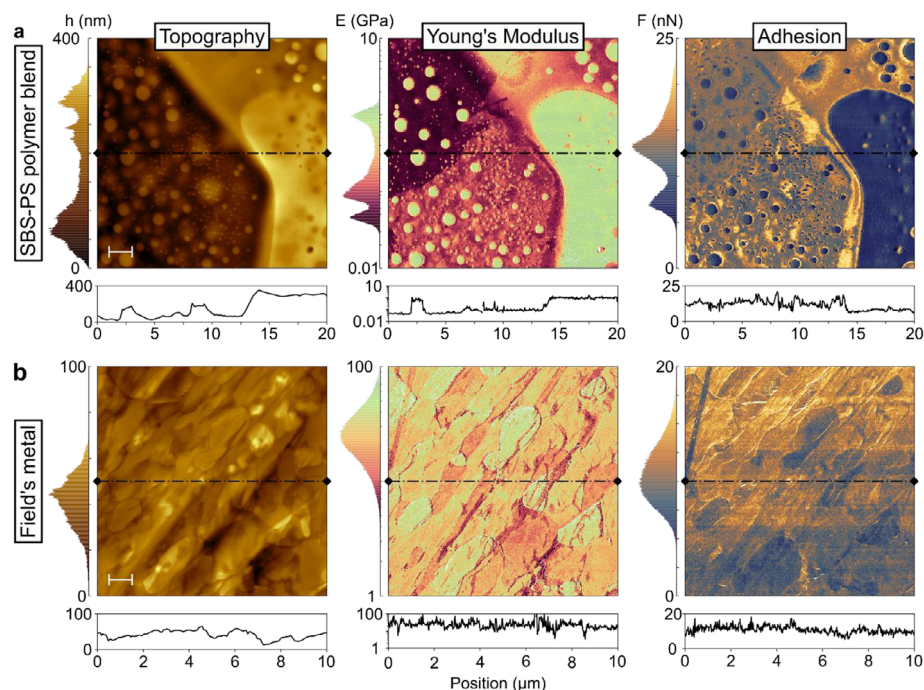 h (nm) E (GPa) F (nN)
a Topography Young's Modulus Adhesion
400 10 25
SBS-PS polymer blend
0 0.01 0
400 10 25
0 0.01 0
0 5 10 15 20 0 5 10 15 20 0 5 10 15 20
b
100 100 20
Field's metal
0 1 0
100 100 20
0 1 0
0 2 4 6 8 10 0 2 4 6 8 10 0 2 4 6 8 10
Position (µm)